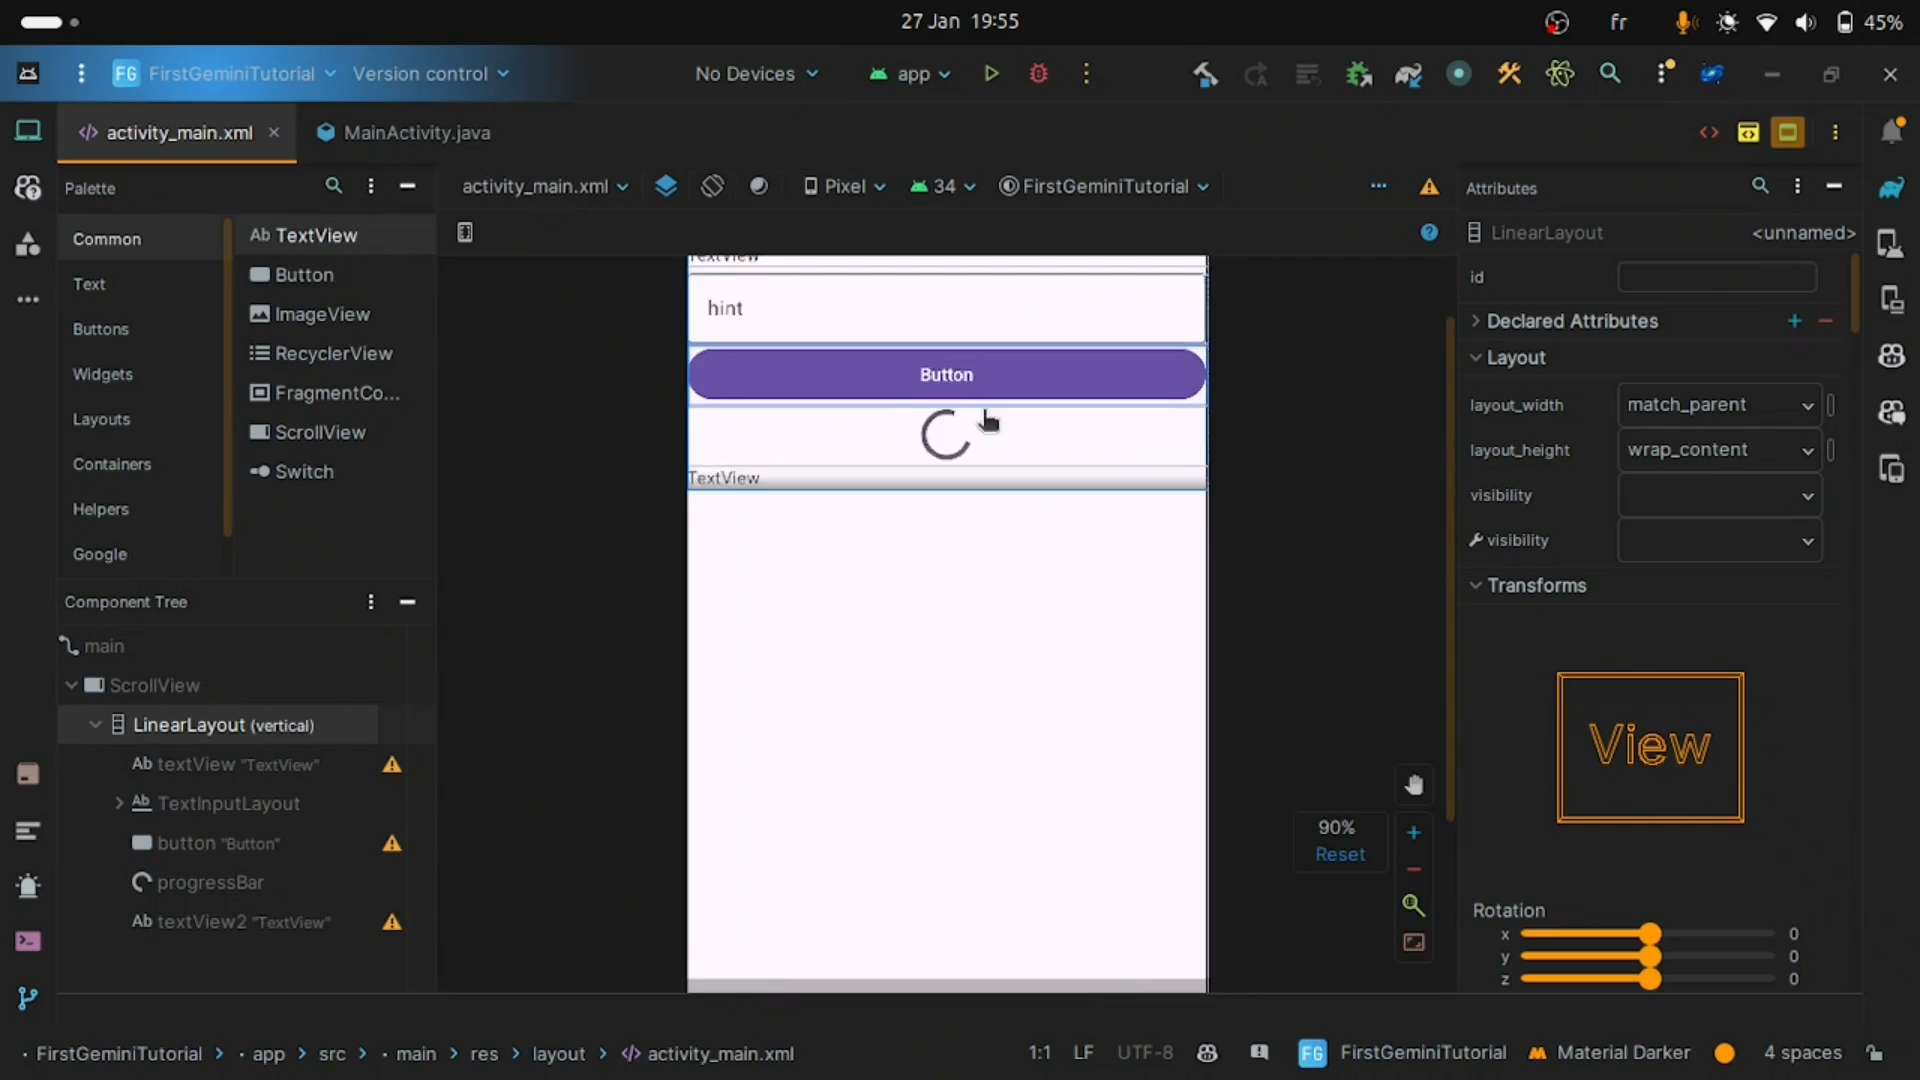 27 Jan 19:55
fr
45%
FG FirstGeminiTutorial
Version control
No Devices
app
activity_main.xml
MainActivity.java
Palette
activity_main.xml
Pixel
34
FirstGeminiTutorial
Attributes
Common
Text
Buttons
Widgets
Layouts
Containers
Helpers
Google
Ab TextView
Button
ImageView
RecyclerView
FragmentCo...
ScrollView
Switch
TextView
hint
Button
TextView
LinearLayout
<unnamed>
id
Declared Attributes
Layout
layout_width
match_parent
layout_height
wrap_content
visibility
visibility
Transforms
View
Rotation
x 0
y 0
z 0
Component Tree
main
ScrollView
LinearLayout (vertical)
Ab textView "TextView"
Ab TextInputLayout
button "Button"
progressBar
Ab textView2 "TextView"
90%
Reset
FirstGeminiTutorial > app > src > main > res > layout > activity_main.xml
1:1
LF
UTF-8
FG FirstGeminiTutorial
Material Darker
4 spaces